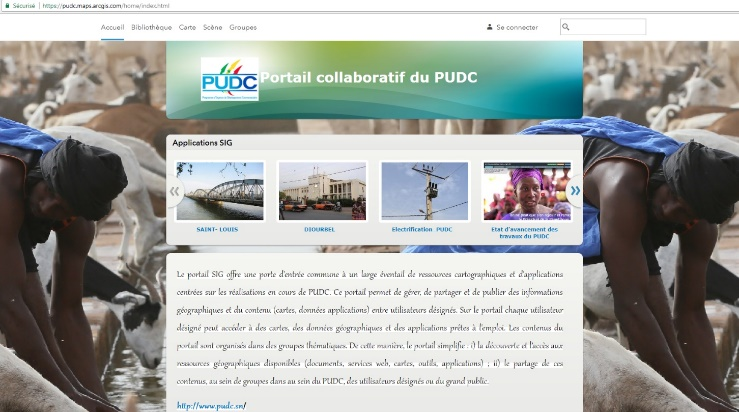 Sécurisé | https://pudc.maps.arcgis.com/home/index.html
Accueil Bibliothèque Carte Scène Groupes Se connecter
PUDC Portail collaboratif du PUDC
Applications SIG
SAINT- LOUIS DIOURBEL Electrification PUDC Etat d'avancement des
travaux du PUDC
Le portail SIG offre une porte d'entrée commune à un large éventail de ressources cartographiques et d'applications
centrées sur les réalisations en cours de PUDC. Ce portail permet de gérer, de partager et de publier des informations
géographiques et du contenu (cartes, données applications) entre utilisateurs désignés. Sur le portail chaque utilisateur
désigné peut accéder à des cartes, des données géographiques et des applications prêtes à l'emploi. Les contenus du
portail sont organisés dans des groupes thématiques. De cette manière, le portail simplifie : i) la découverte et l'accès aux
ressources géographiques disponibles (documents, services web, cartes, outils, applications) ; ii) le partage de ces
contenus, au sein de groupes dans au sein du PUDC, des utilisateurs désignés ou du grand public.
http://www.pudc.sn/